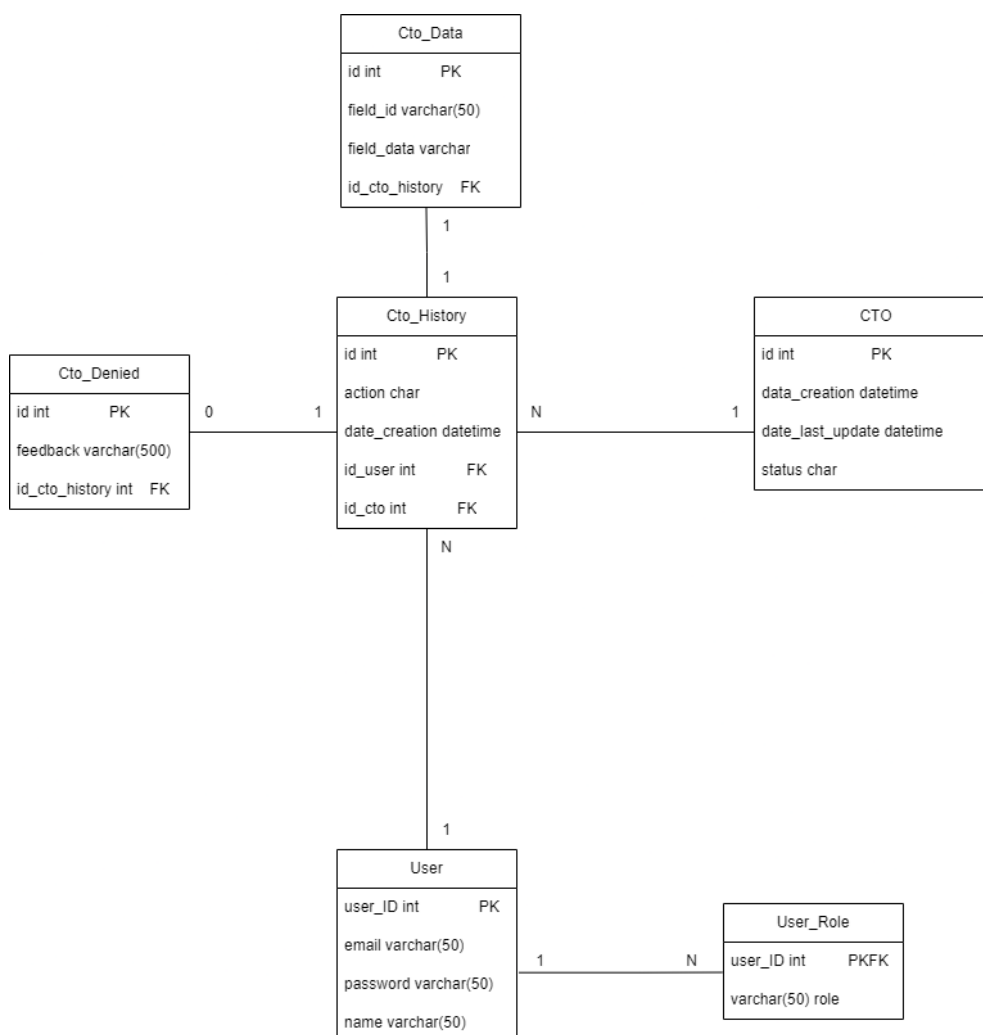 Cto_Data
id int PK
field_id varchar(50)
field_data varchar
id_cto_history FK
1
1
Cto_History
id int PK
action char
date_creation datetime
id_user int FK
id_cto int FK
CTO
id int PK
data_creation datetime
date_last_update datetime
status char
Cto_Denied
id int PK
feedback varchar(500)
id_cto_history int FK
0
1
N
1
N
1
User
user_ID int PK
email varchar(50)
password varchar(50)
name varchar(50)
1
N
User_Role
user_ID int PKFK
varchar(50) role